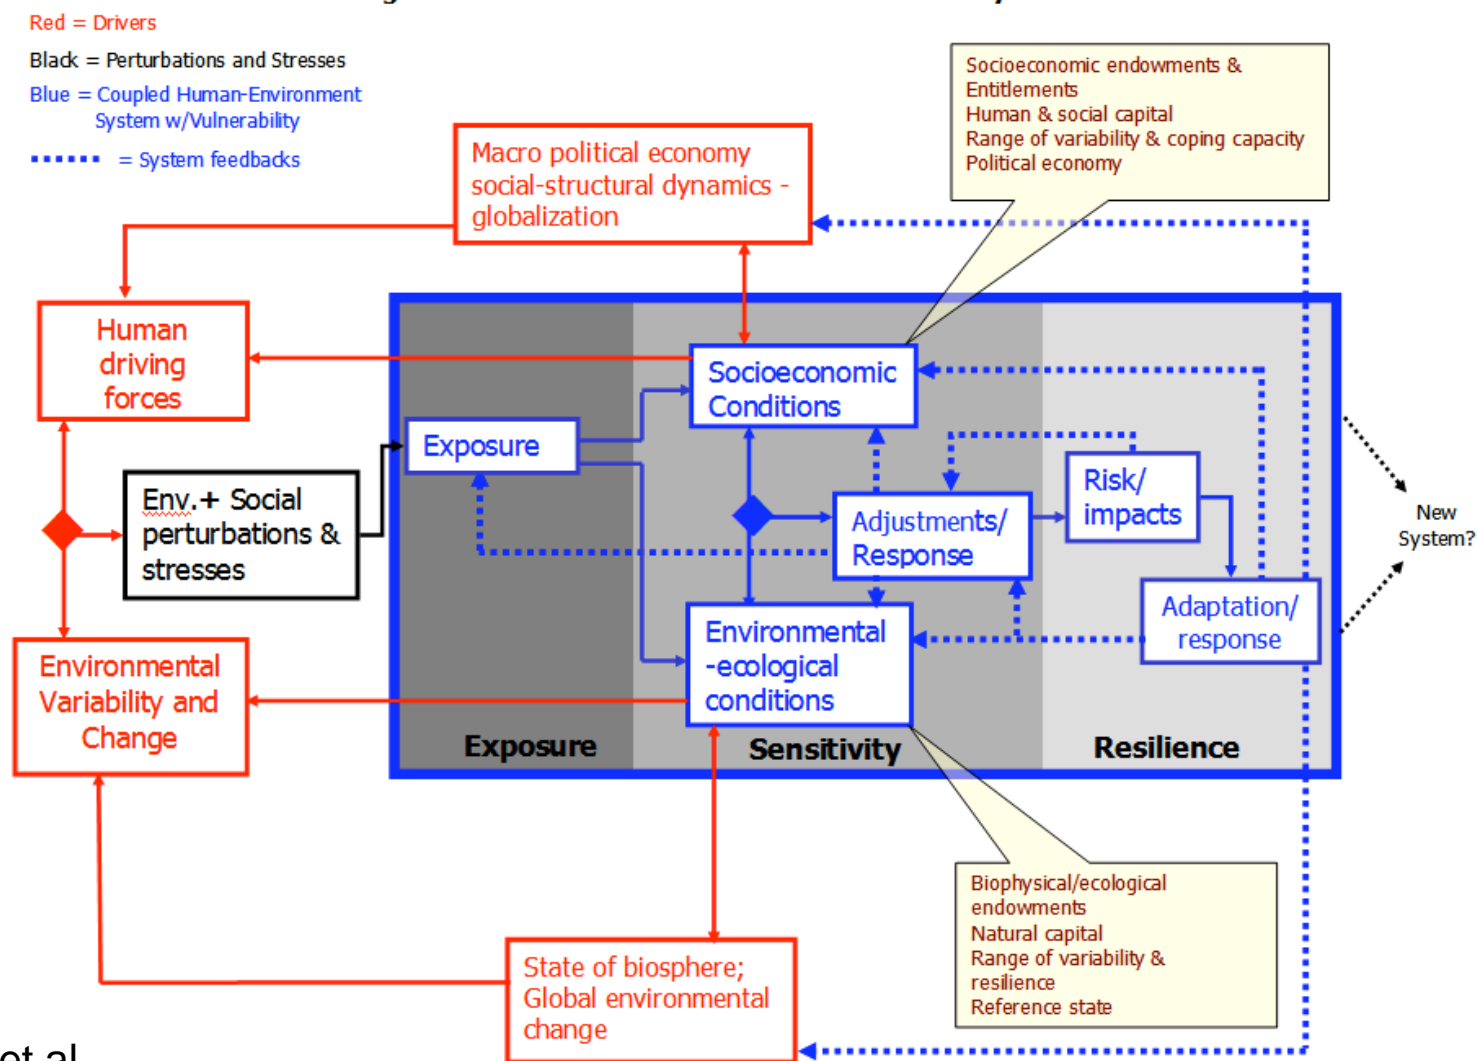 Red = Drivers
Black = Perturbations and Stresses
Blue = Coupled Human-Environment
System w/Vulnerability
= System feedbacks
Socioeconomic endowments &
Entitlements
Human & social capital
Range of variability & coping capacity
Political economy
Macro political economy
social-structural dynamics -
globalization
Human
driving
forces
Socioeconomic
Conditions
Exposure
Env.+ Social
perturbations &
stresses
Adjustments/
Response
Risk/
impacts
New
System?
Adaptation/
response
Environmental
-ecological
conditions
Environmental
Variability and
Change
Exposure
Sensitivity
Resilience
Biophysical/ecological
endowments
Natural capital
Range of variability &
resilience
Reference state
State of biosphere;
Global environmental
change
et al